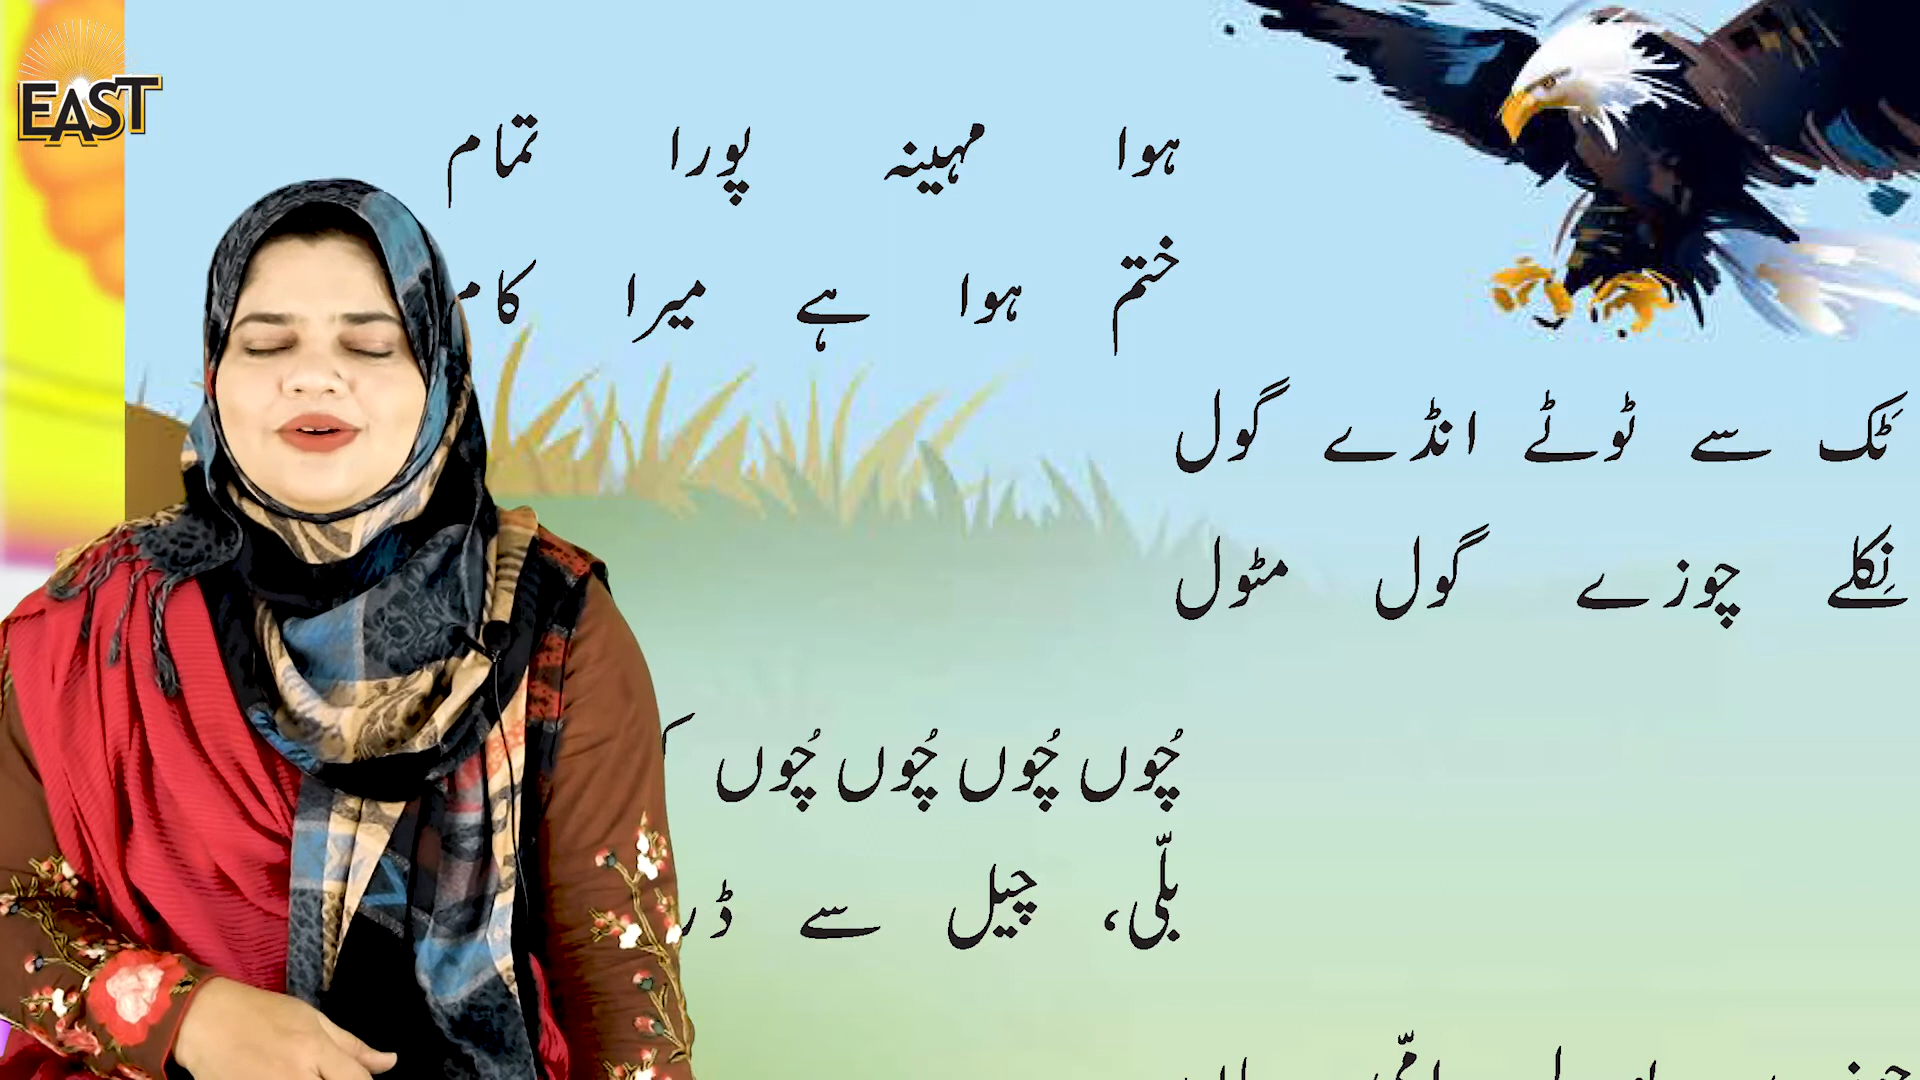 EAST
ہوا مہینہ پورا تمام
ختم ہوا ہے میرا کام
ٹَک سے ٹوٹے انڈے گول
نِکلے چوزے گول مٹول
چُوں چُوں چُوں چُوں
بلّی، چیل سے
امّی